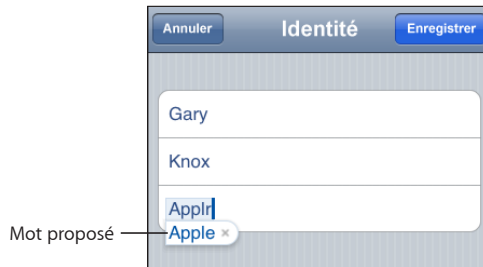 Annuler Identité Enregistrer
Gary
Knox
Applr
Mot proposé Apple ×